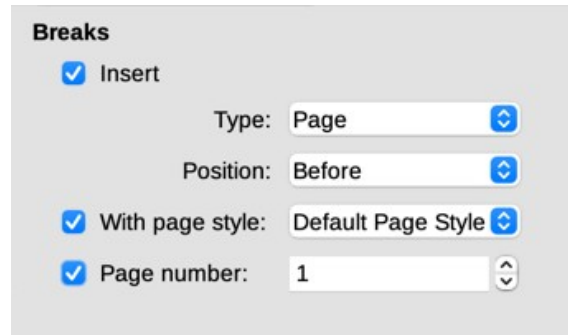 Breaks
Insert
Type: Page
Position: Before
With page style: Default Page Style
Page number: 1